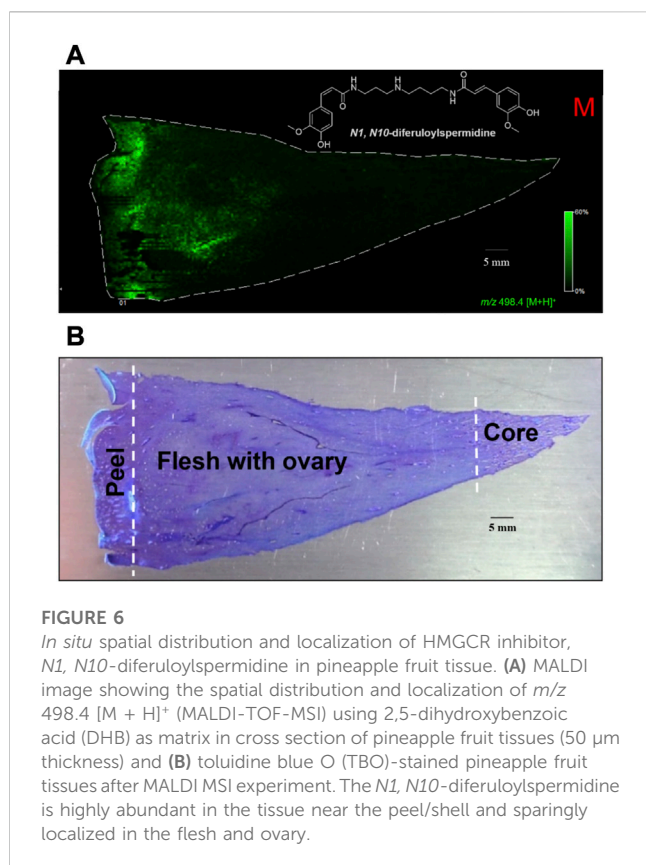 A
N1, N10-diferuloylspermidine
M
H
N
O
H
N
N
H
O
O
OH
OH
O
60%
0%
5 mm
01
m/z 498.4 [M+H]+
B
Peel
Flesh with ovary
Core
5 mm
FIGURE 6
In situ spatial distribution and localization of HMGCR inhibitor,
N1, N10-diferuloylspermidine in pineapple fruit tissue. (A) MALDI
image showing the spatial distribution and localization of m/z
498.4 [M + H]+ (MALDI-TOF-MSI) using 2,5-dihydroxybenzoic
acid (DHB) as matrix in cross section of pineapple fruit tissues (50 μm
thickness) and (B) toluidine blue O (TBO)-stained pineapple fruit
tissues after MALDI MSI experiment. The N1, N10-diferuloylspermidine
is highly abundant in the tissue near the peel/shell and sparingly
localized in the flesh and ovary.